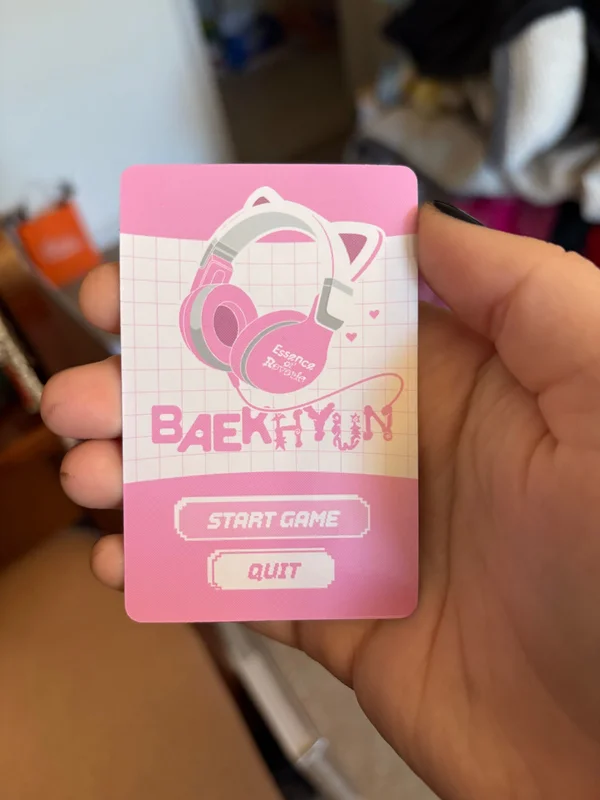 Essence
of
Reverie
BAEKHYUN
START GAME
QUIT